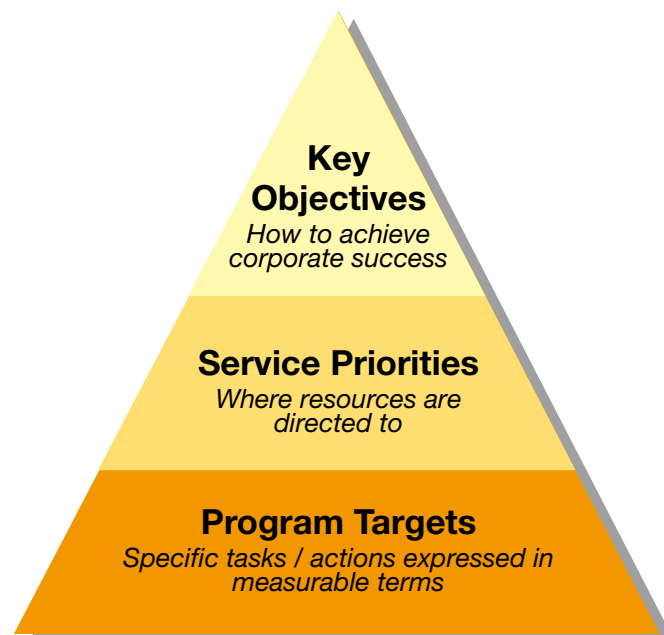 Key
Objectives
How to achieve
corporate success
Service Priorities
Where resources are
directed to
Program Targets
Specific tasks / actions expressed in
measurable terms